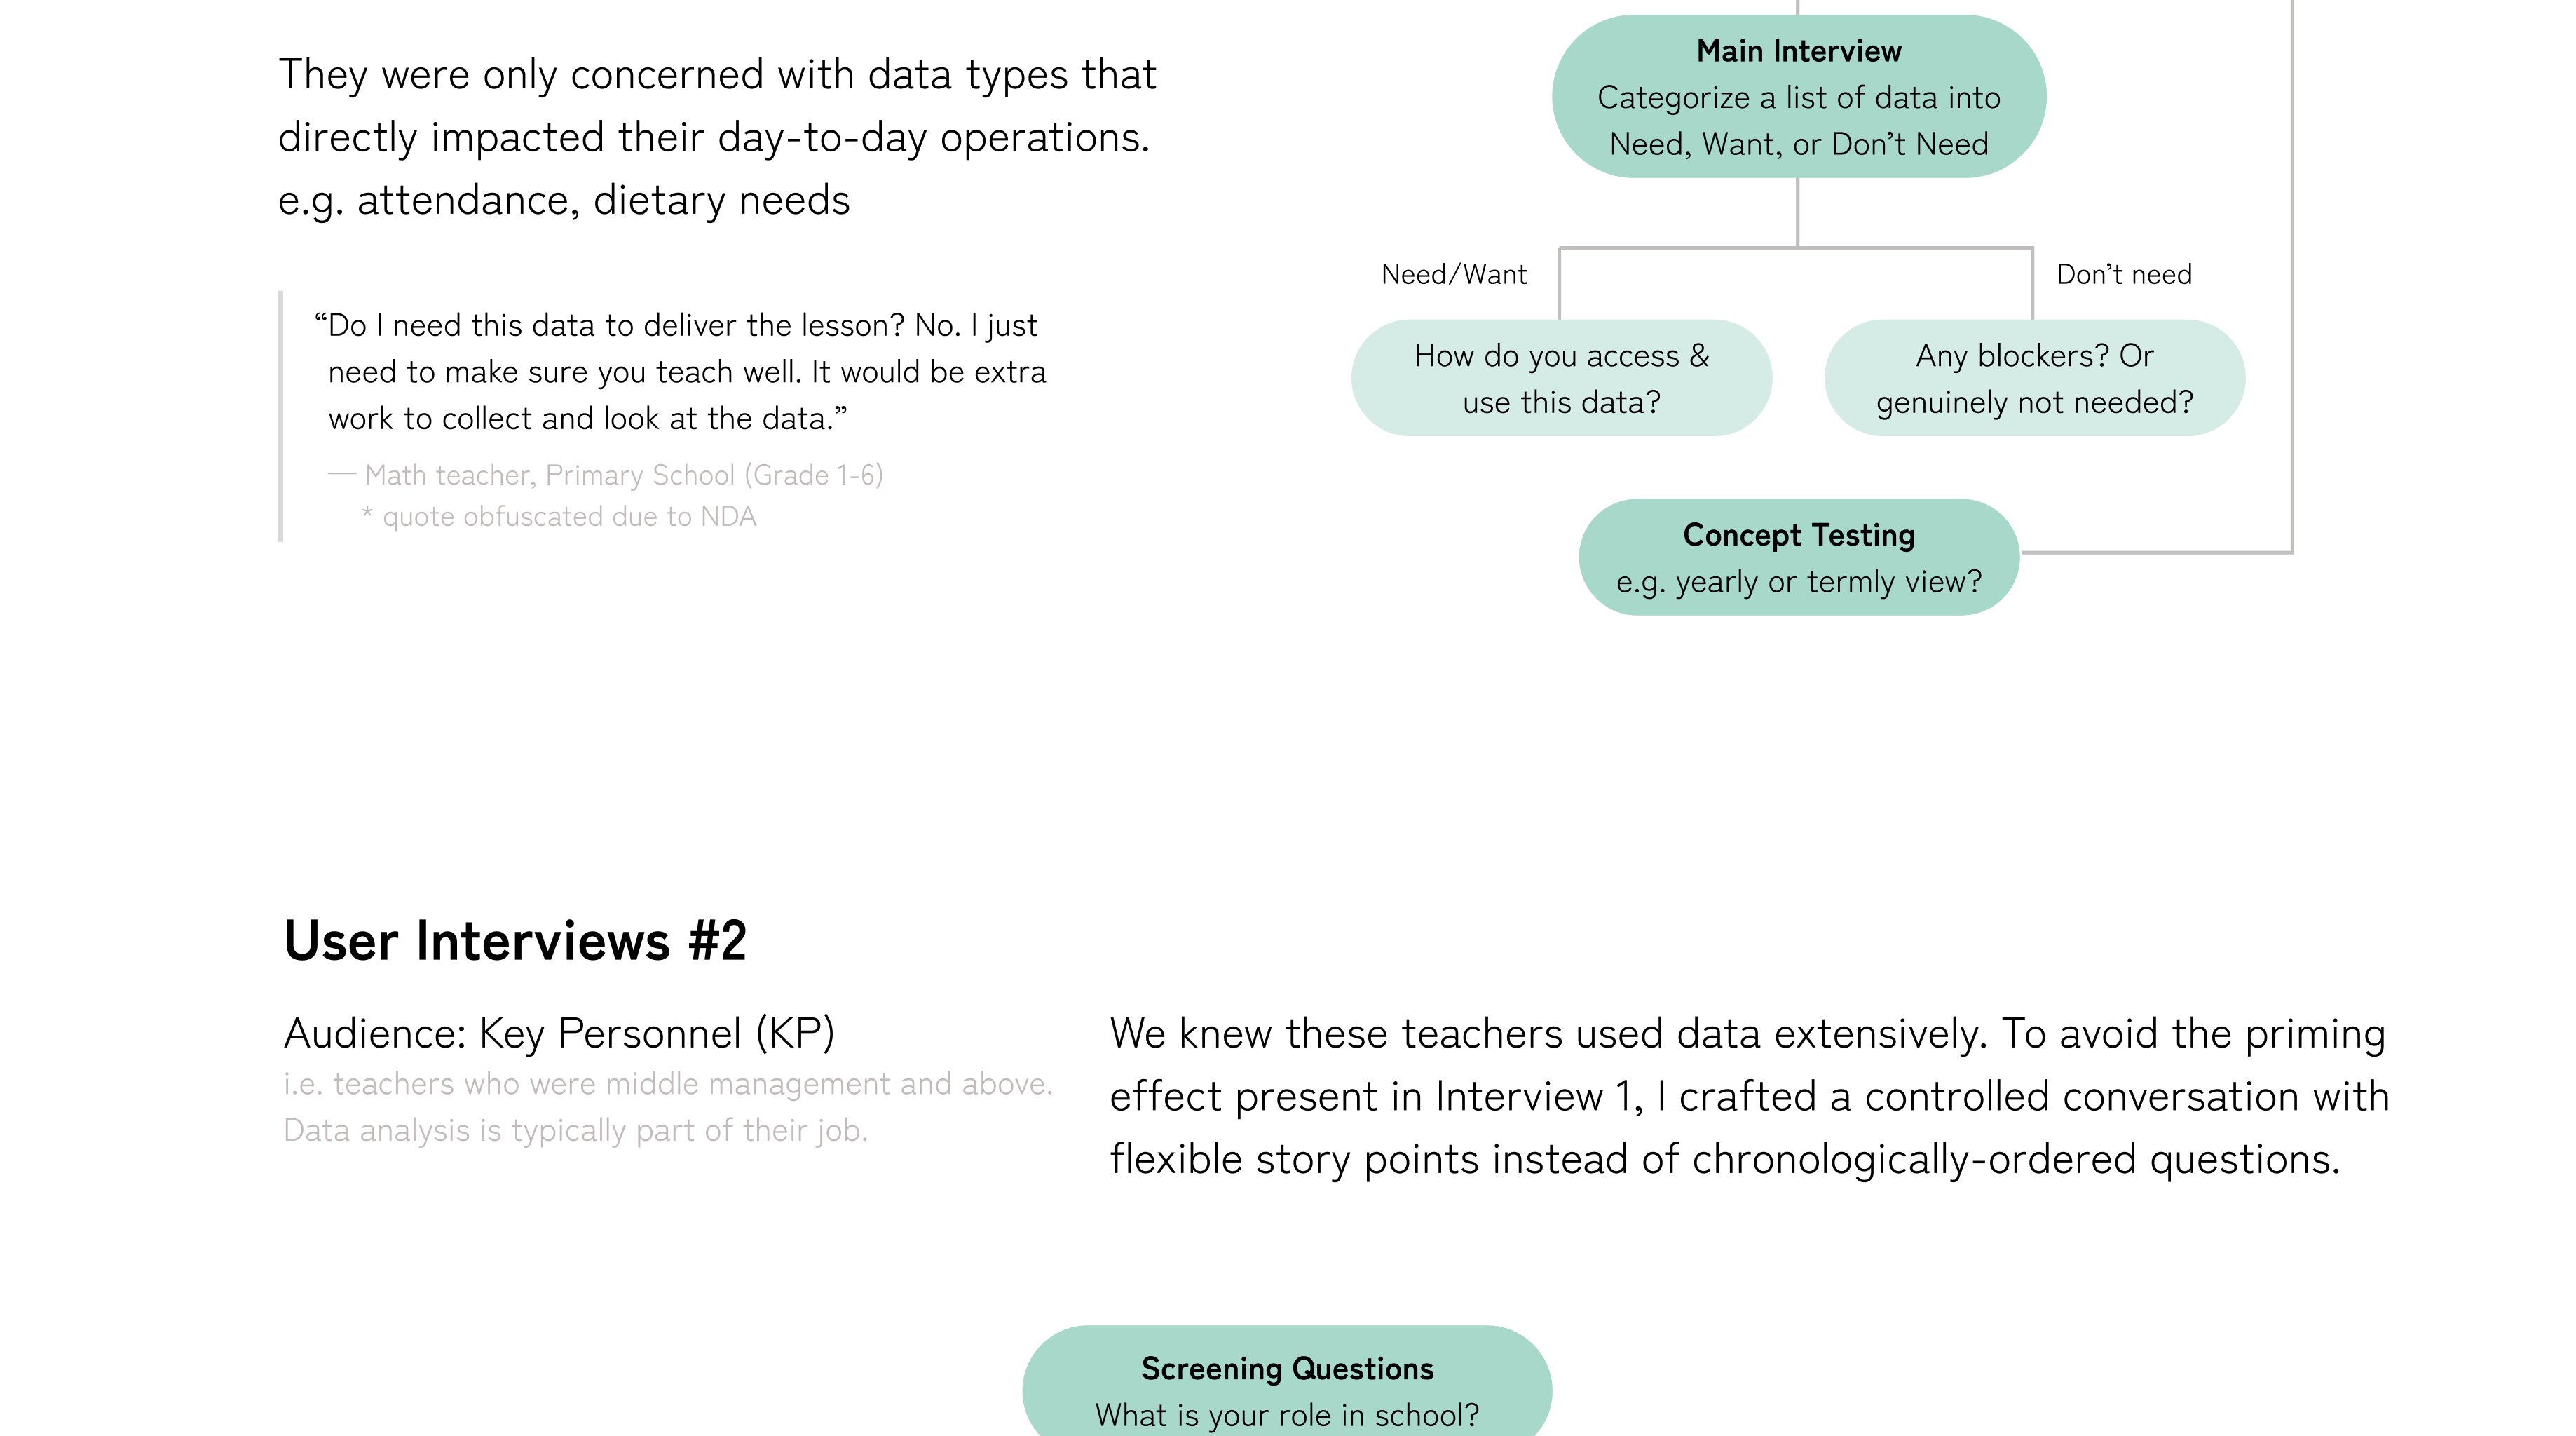 They were only concerned with data types that
directly impacted their day-to-day operations.
e.g. attendance, dietary needs
“Do I need this data to deliver the lesson? No. I just
need to make sure you teach well. It would be extra
work to collect and look at the data.”
— Math teacher, Primary School (Grade 1-6)
* quote obfuscated due to NDA
Main Interview
Categorize a list of data into
Need, Want, or Don’t Need
Need/Want
Don’t need
How do you access &
use this data?
Any blockers? Or
genuinely not needed?
Concept Testing
e.g. yearly or termly view?
User Interviews #2
Audience: Key Personnel (KP)
i.e. teachers who were middle management and above.
Data analysis is typically part of their job.
We knew these teachers used data extensively. To avoid the priming
effect present in Interview 1, I crafted a controlled conversation with
flexible story points instead of chronologically-ordered questions.
Screening Questions
What is your role in school?